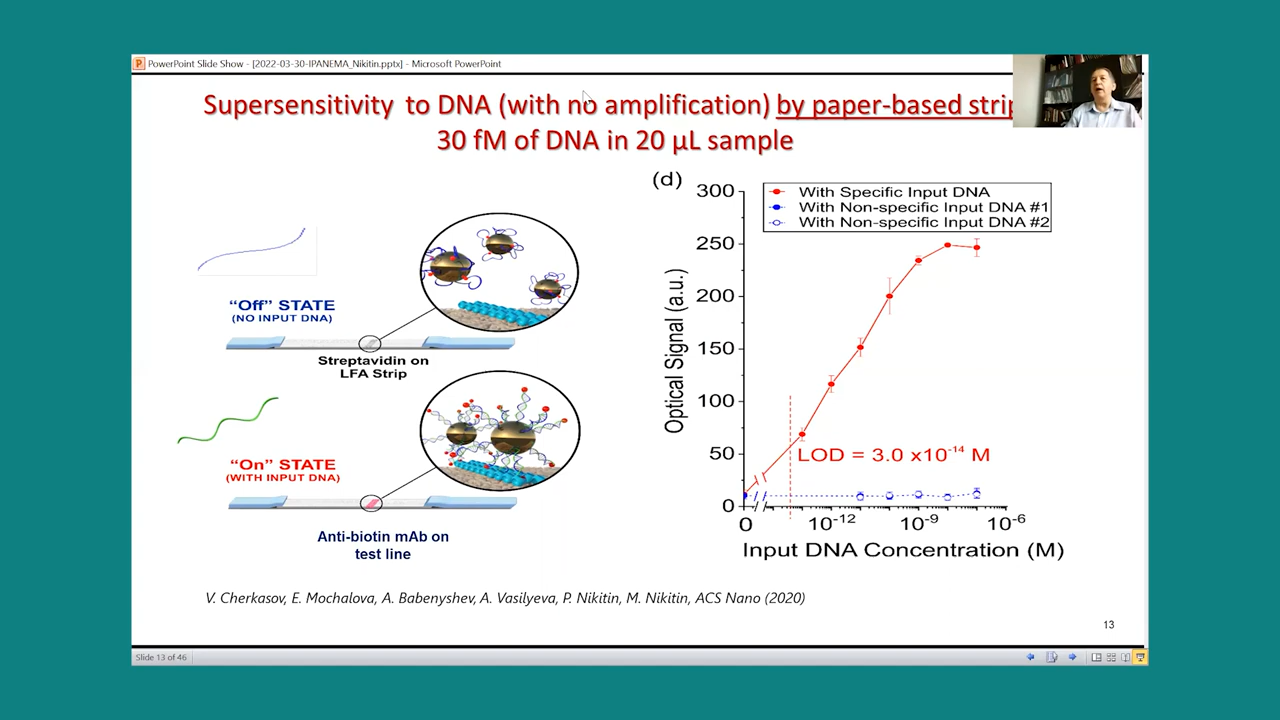 PowerPoint Slide Show - [2022-03-30-IPANEMA_Nikitin.pptx] - Microsoft PowerPoint
Supersensitivity to DNA (with no amplification) by paper-based strip
30 fM of DNA in 20 µL sample
“Off” STATE
(NO INPUT DNA)
Streptavidin on
LFA Strip
“On” STATE
(WITH INPUT DNA)
Anti-biotin mAb on
test line
(d)
With Specific Input DNA
With Non-specific Input DNA #1
With Non-specific Input DNA #2
Optical Signal (a.u.)
300
250
200
150
100
50
0
LOD = 3.0 x10⁻¹⁴ M
0 10⁻¹² 10⁻⁹ 10⁻⁶
Input DNA Concentration (M)
V. Cherkasov, E. Mochalova, A. Babenyshev, A. Vasilyeva, P. Nikitin, M. Nikitin, ACS Nano (2020)
13
Slide 13 of 46